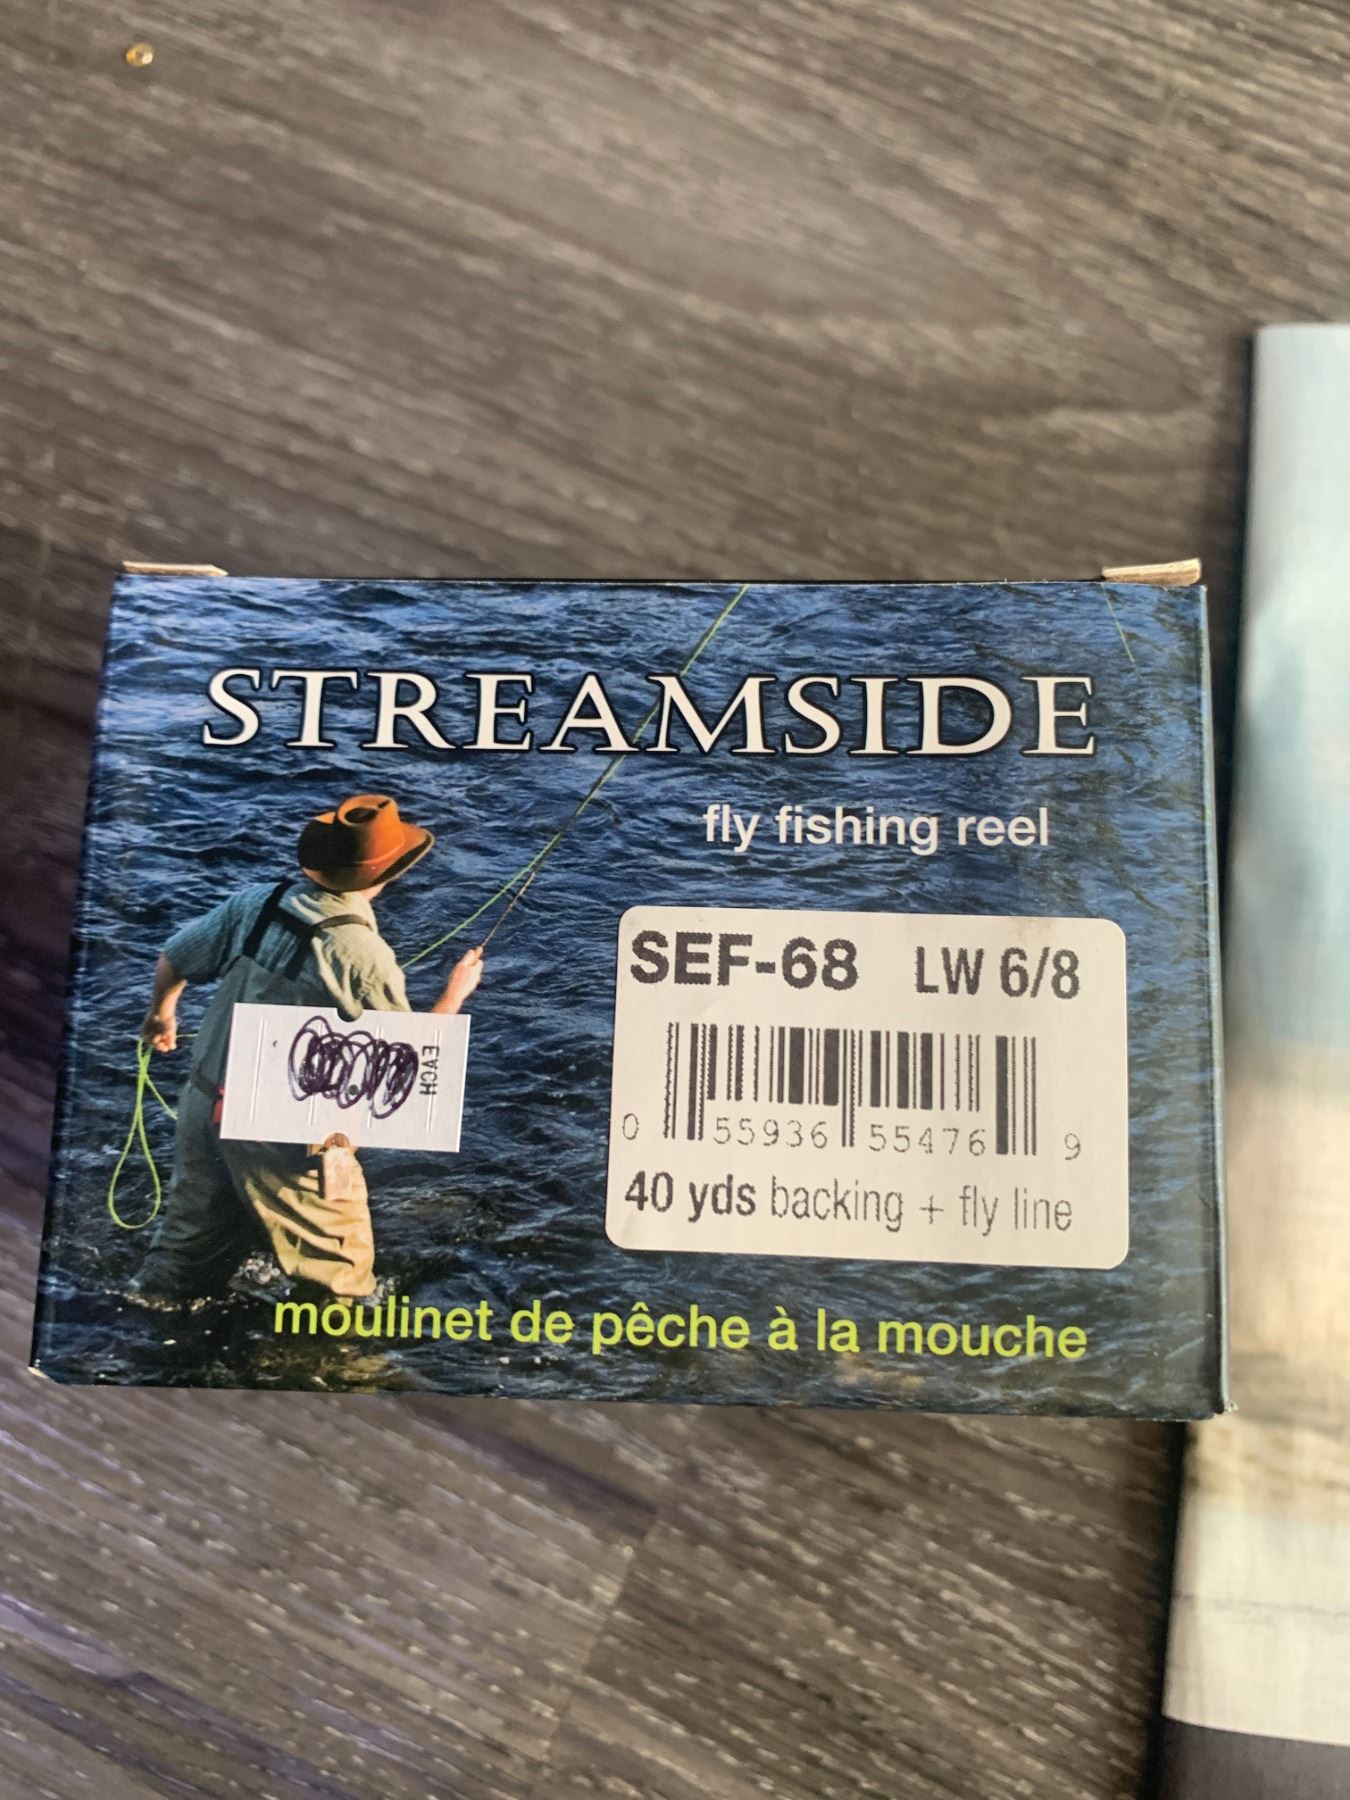 STREAMSIDE
fly fishing reel
SEF-68 LW 6/8
EACH
0 55936 55476 9
40 yds backing + fly line
moulinet de pêche à la mouche